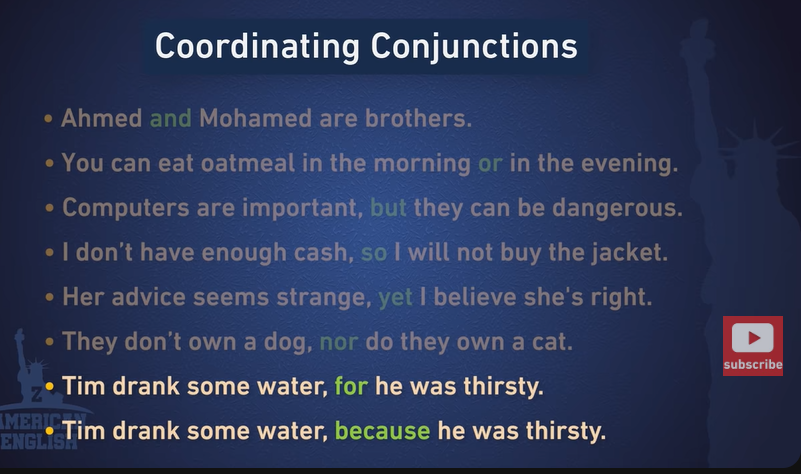 Coordinating Conjunctions
• Ahmed and Mohamed are brothers.
• You can eat oatmeal in the morning or in the evening.
• Computers are important, but they can be dangerous.
• I don’t have enough cash, so I will not buy the jacket.
• Her advice seems strange, yet I believe she's right.
• They don’t own a dog, nor do they own a cat.
• Tim drank some water, for he was thirsty.
• Tim drank some water, because he was thirsty.
subscribe
Z
AMERICAN
ENGLISH